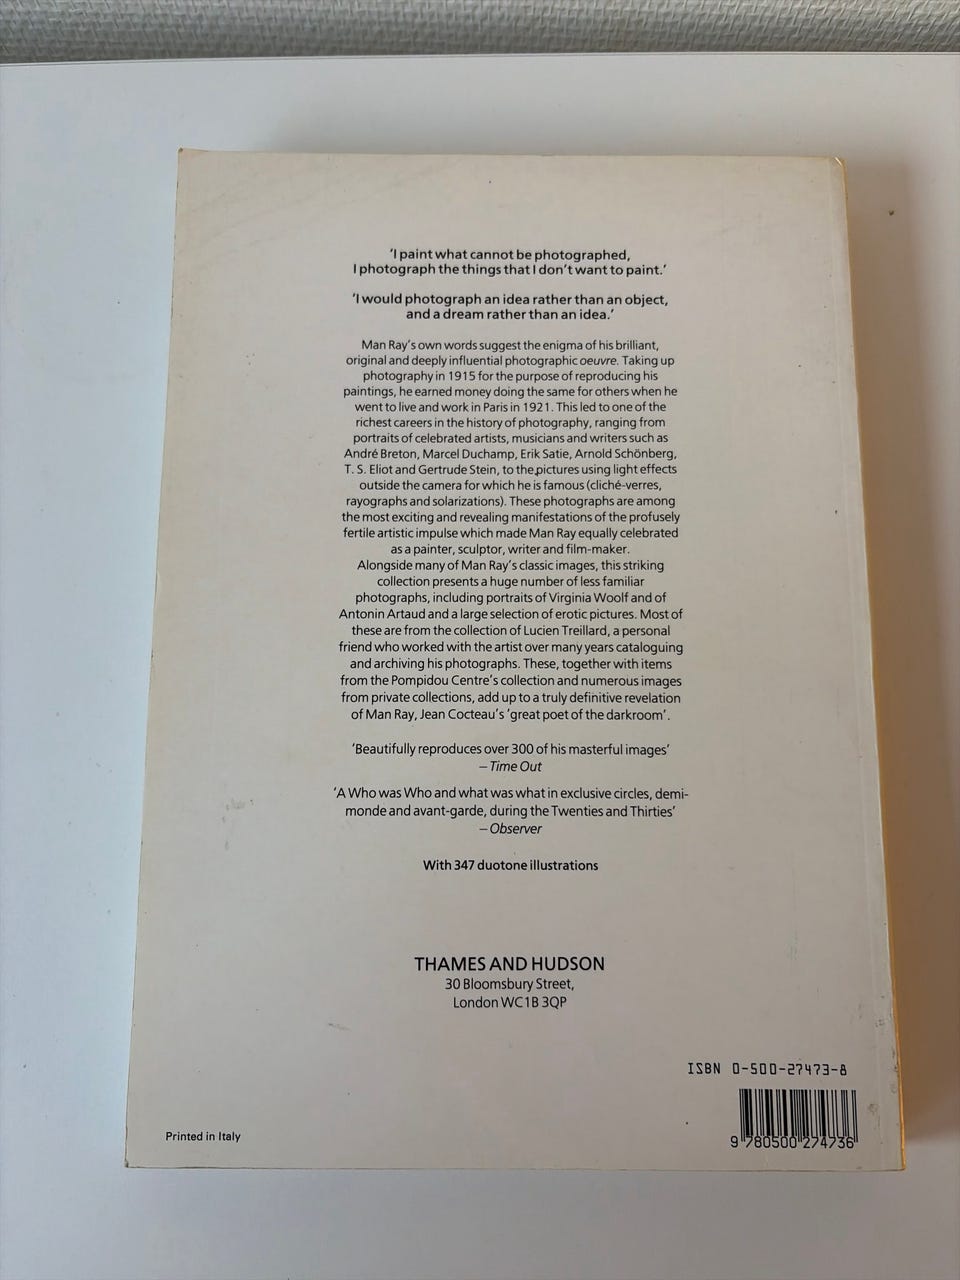 ‘I paint what cannot be photographed,
I photograph the things that I don’t want to paint.’
‘I would photograph an idea rather than an object,
and a dream rather than an idea.’
Man Ray’s own words suggest the enigma of his brilliant,
original and deeply influential photographic oeuvre. Taking up
photography in 1915 for the purpose of reproducing his
paintings, he earned money doing the same for others when he
went to live and work in Paris in 1921. This led to one of the
richest careers in the history of photography, ranging from
portraits of celebrated artists, musicians and writers such as
André Breton, Marcel Duchamp, Erik Satie, Arnold Schönberg,
T. S. Eliot and Gertrude Stein, to the pictures using light effects
outside the camera for which he is famous (cliché-verres,
rayographs and solarizations). These photographs are among
the most exciting and revealing manifestations of the profusely
fertile artistic impulse which made Man Ray equally celebrated
as a painter, sculptor, writer and film-maker.
Alongside many of Man Ray’s classic images, this striking
collection presents a huge number of less familiar
photographs, including portraits of Virginia Woolf and of
Antonin Artaud and a large selection of erotic pictures. Most of
these are from the collection of Lucien Treillard, a personal
friend who worked with the artist over many years cataloguing
and archiving his photographs. These, together with items
from the Pompidou Centre’s collection and numerous images
from private collections, add up to a truly definitive revelation
of Man Ray, Jean Cocteau’s ‘great poet of the darkroom’.
‘Beautifully reproduces over 300 of his masterful images’
– Time Out
‘A Who was Who and what was what in exclusive circles, demi-
monde and avant-garde, during the Twenties and Thirties’
– Observer
With 347 duotone illustrations
THAMES AND HUDSON
30 Bloomsbury Street,
London WC1B 3QP
ISBN 0-500-27473-8
9 780500 274736
Printed in Italy